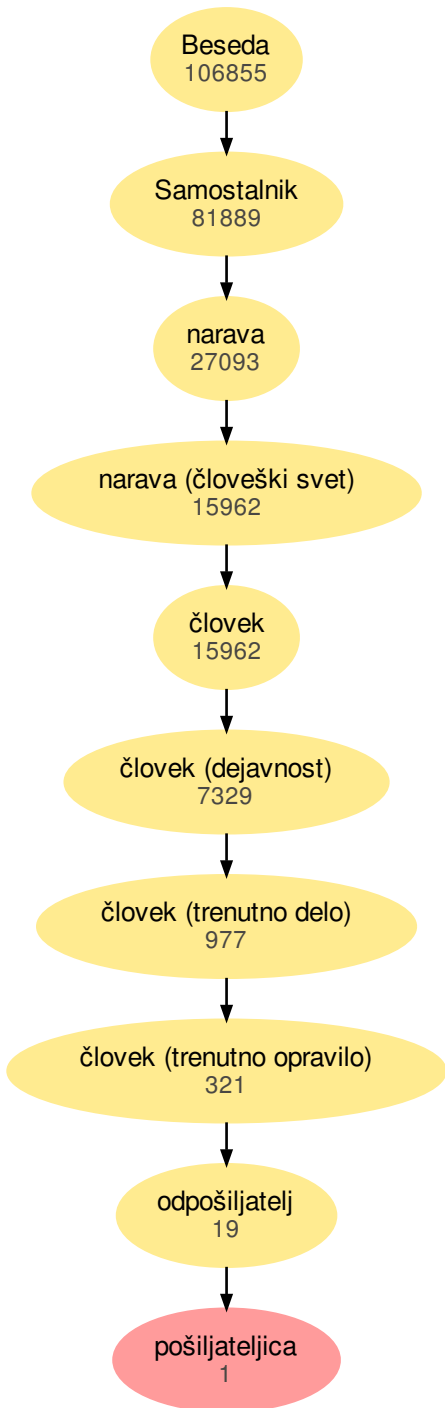 Beseda
106855
Samostalnik
81889
narava
27093
narava (človeški svet)
15962
človek
15962
človek (dejavnost)
7329
človek (trenutno delo)
977
človek (trenutno opravilo)
321
odpošiljatelj
19
pošiljateljica
1